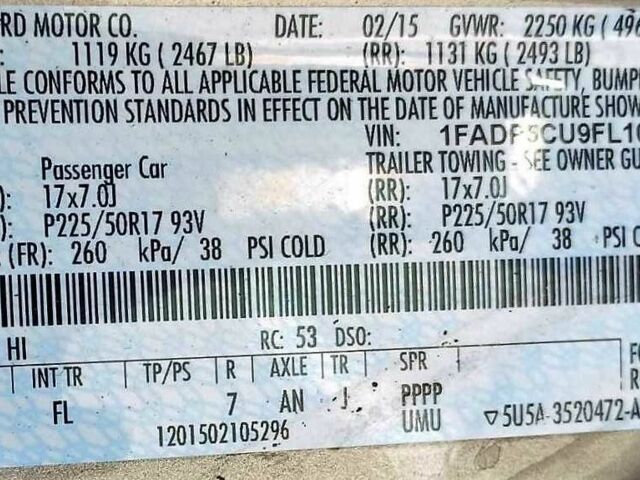 RD MOTOR CO. DATE: 02/15 GVWR: 2250 KG ( 496
: 1119 KG ( 2467 LB) (RR): 1131 KG ( 2493 LB)
LE CONFORMS TO ALL APPLICABLE FEDERAL MOTOR VEHICLE SAFETY, BUMP
PREVENTION STANDARDS IN EFFECT ON THE DATE OF MANUFACTURE SHOW
VIN: 1FADP5CU9FL1
Passenger Car TRAILER TOWING - SEE OWNER GU
): 17x7.0J (RR): 17x7.0J
): P225/50R17 93V (RR): P225/50R17 93V
(FR): 260 kPa/ 38 PSI COLD (RR): 260 kPa/ 38 PSI COLD
HI RC: 53 DSO:
INT TR TP/PS R AXLE TR SPR
FL 7 AN J PPPP
1201502105296 UMU ▽5U5A-3520472-A